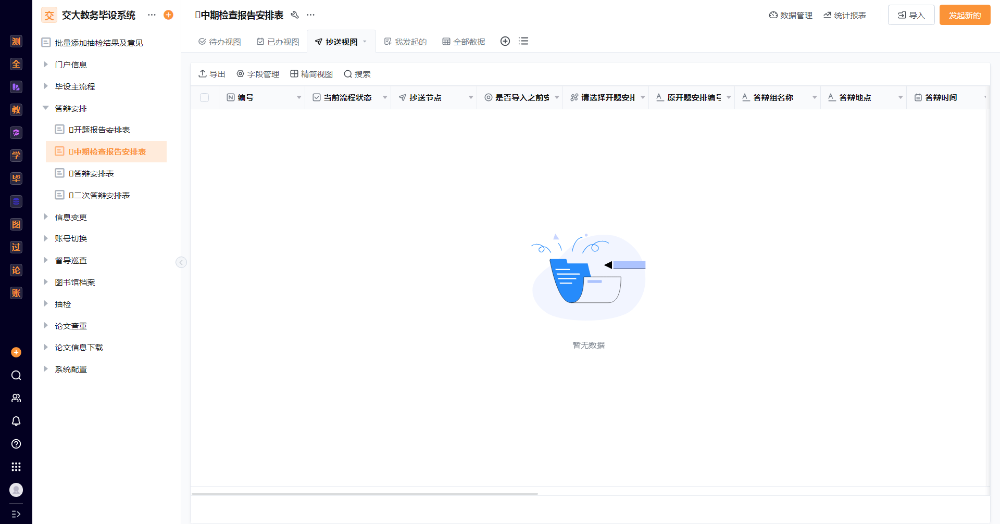 测
全
教
学
毕
图
过
论
账
交 交大教务毕设系统
批量添加抽检结果及意见
门户信息
毕设主流程
答辩安排
开题报告安排表
中期检查报告安排表
答辩安排表
二次答辩安排表
信息变更
账号切换
督导巡查
图书馆档案
抽检
论文查重
论文信息下载
系统配置
中期检查报告安排表
数据管理 统计报表 导入 发起新的
待办视图 已办视图 抄送视图 我发起的 全部数据
导出 字段管理 精简视图 搜索
编号 当前流程状态 抄送节点 是否导入之前安 请选择开题安排 原开题安排编号 答辩组名称 答辩地点 答辩时间
暂无数据